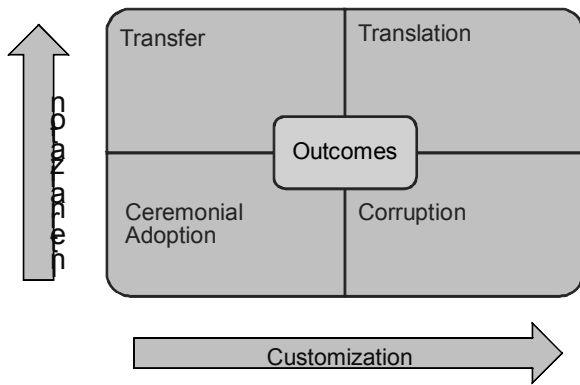 Transfer
Translation
Outcomes
Ceremonial
Adoption
Corruption
Customization